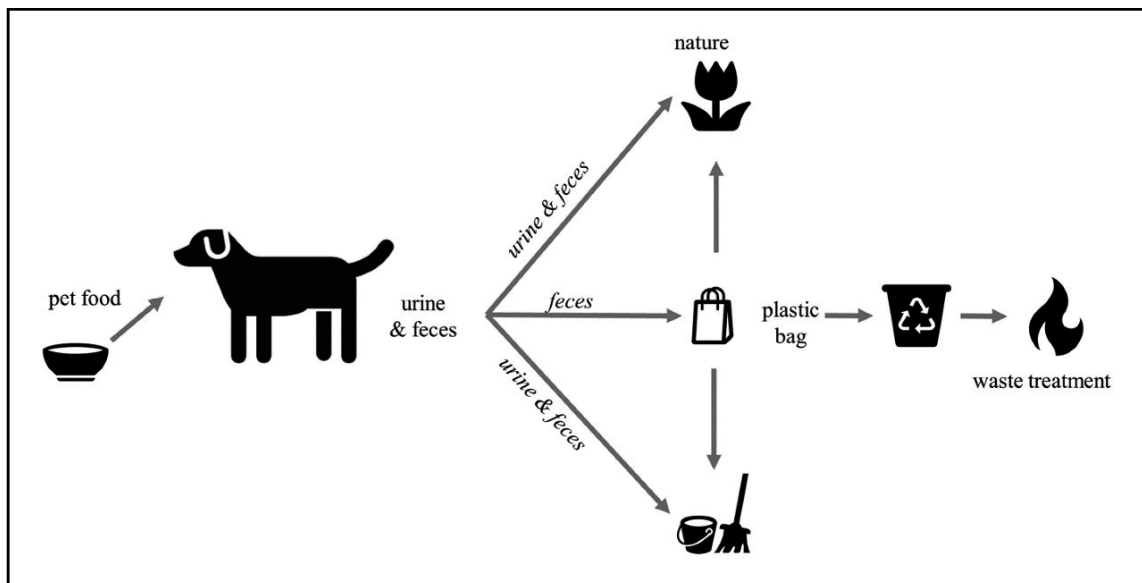 nature
urine & feces
pet food
urine
& feces
feces
plastic
bag
urine & feces
waste treatment